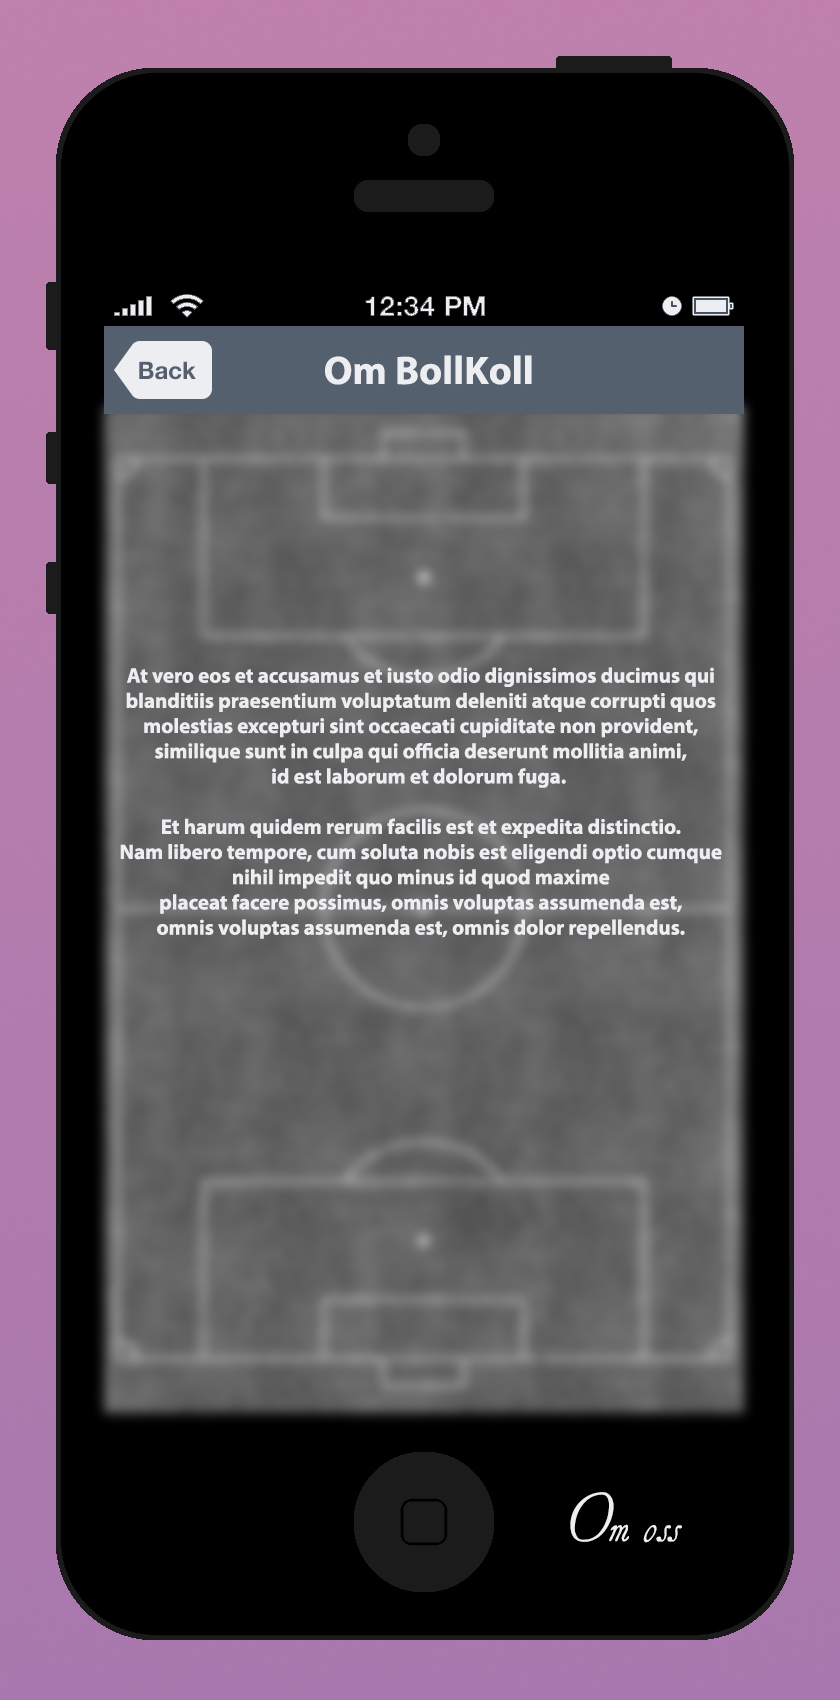 12:34 PM
Back
Om BollKoll
At vero eos et accusamus et iusto odio dignissimos ducimus qui
blanditiis praesentium voluptatum deleniti atque corrupti quos
molestias excepturi sint occaecati cupiditate non provident,
similique sunt in culpa qui officia deserunt mollitia animi,
id est laborum et dolorum fuga.
Et harum quidem rerum facilis est et expedita distinctio.
Nam libero tempore, cum soluta nobis est eligendi optio cumque
nihil impedit quo minus id quod maxime
placeat facere possimus, omnis voluptas assumenda est,
omnis voluptas assumenda est, omnis dolor repellendus.
Om oss